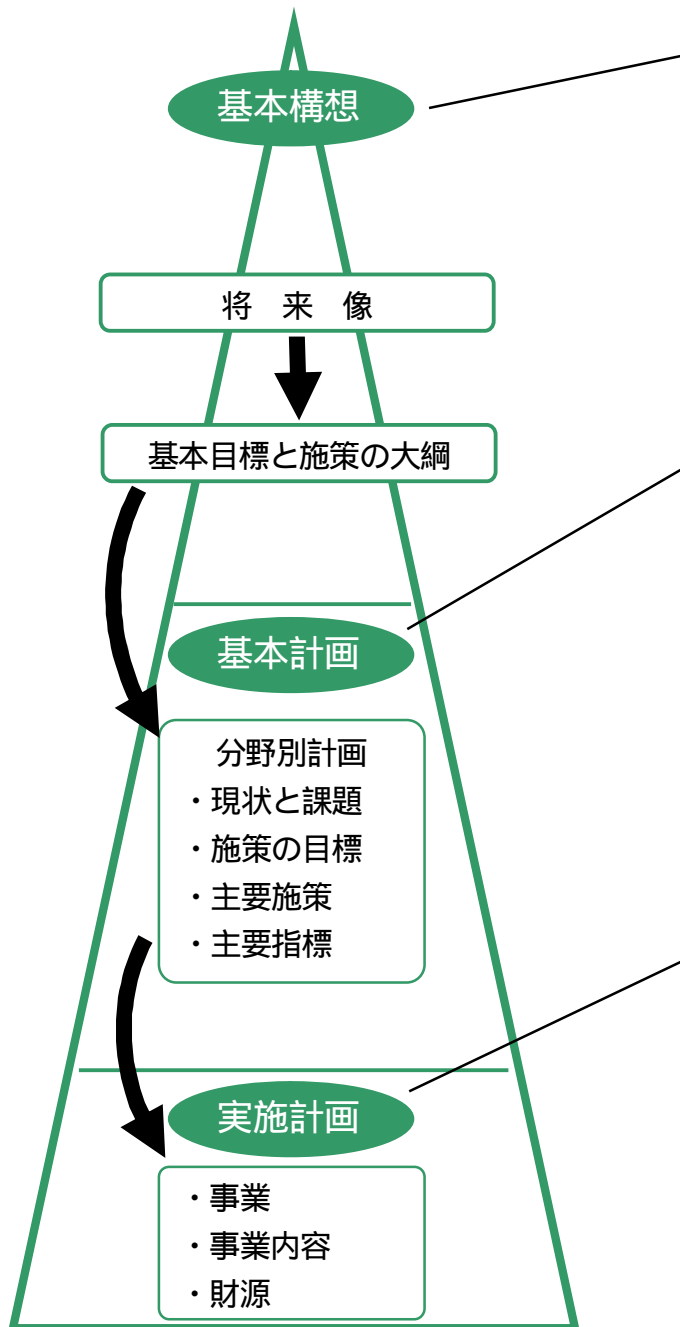 基本構想
将　来　像
基本目標と施策の大綱
基本計画
分野別計画
・現状と課題
・施策の目標
・主要施策
・主要指標
実施計画
・事業
・事業内容
・財源